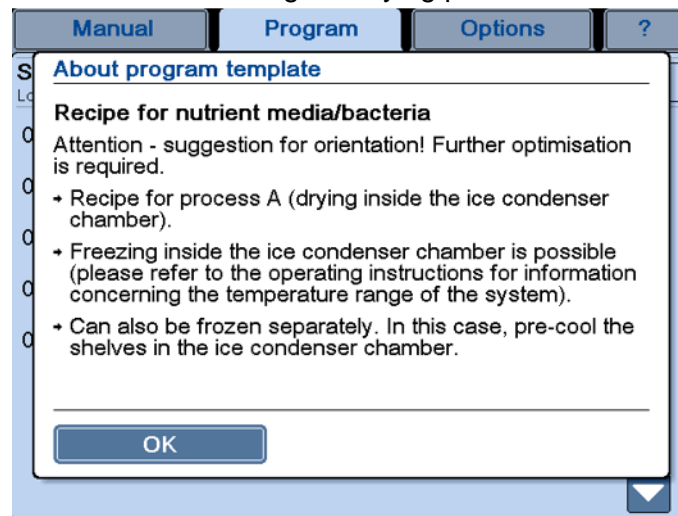 Manual Program Options ?
About program template
Recipe for nutrient media/bacteria
Attention - suggestion for orientation! Further optimisation
is required.
→ Recipe for process A (drying inside the ice condenser
chamber).
→ Freezing inside the ice condenser chamber is possible
(please refer to the operating instructions for information
concerning the temperature range of the system).
→ Can also be frozen separately. In this case, pre-cool the
shelves in the ice condenser chamber.
OK